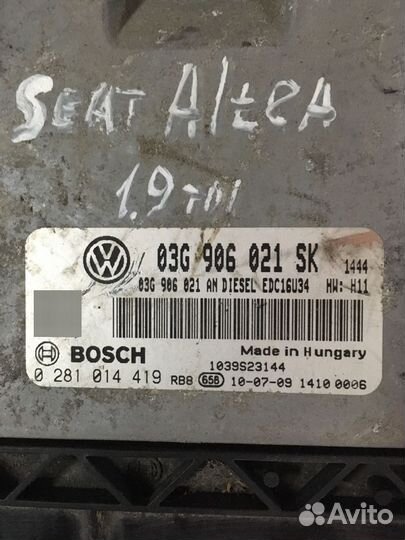 SEAT AltEA
1.9 TDI
03G 906 021 SK 1444
03G 906 021 AN DIESEL EDC16U34 HW: H11
BOSCH Made in Hungary
1039S23144
0 281 014 419 RB8 658 10-07-09 1410 0006
Avito